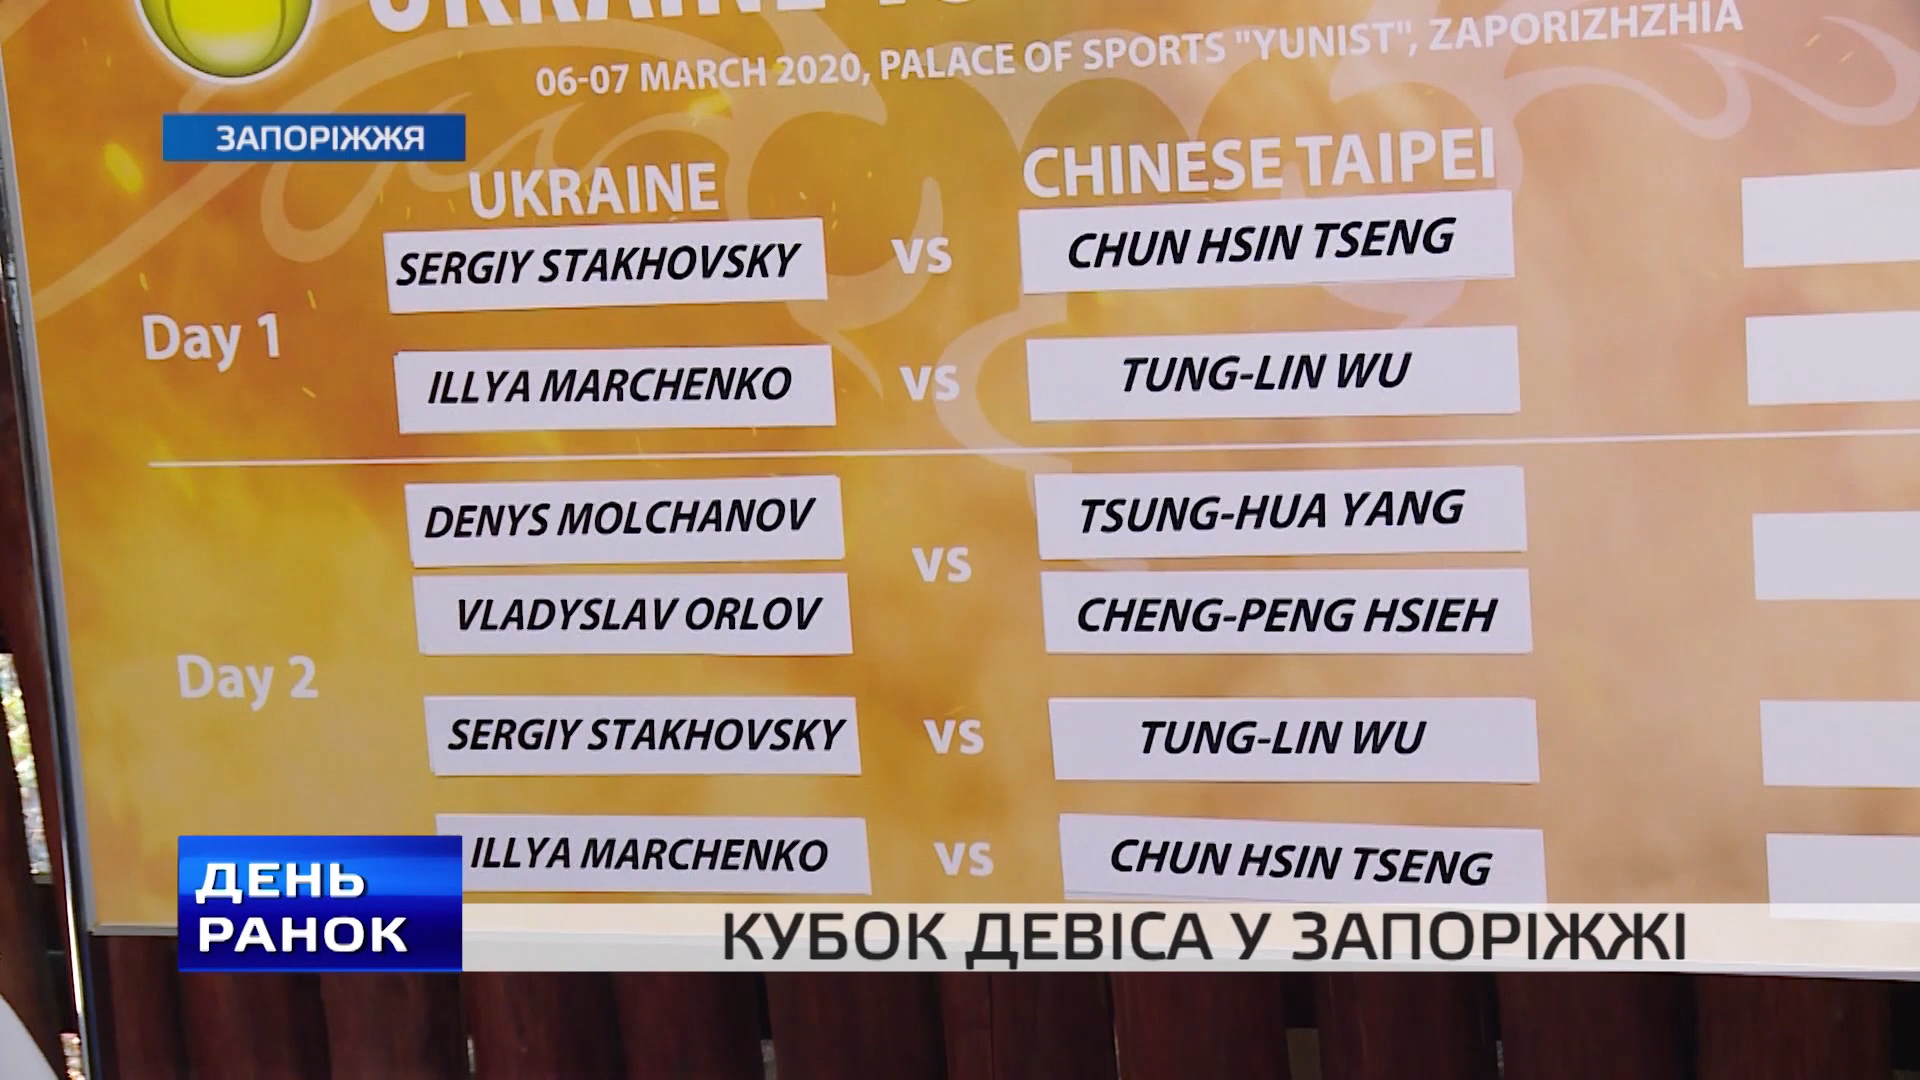 UKRAINE
06-07 MARCH 2020, PALACE OF SPORTS "YUNIST", ZAPORIZHZHIA
ЗАПОРІЖЖЯ
UKRAINE CHINESE TAIPEI
SERGIY STAKHOVSKY VS CHUN HSIN TSENG
Day 1
ILLYA MARCHENKO VS TUNG-LIN WU
DENYS MOLCHANOV TSUNG-HUA YANG
VS
VLADYSLAV ORLOV CHENG-PENG HSIEH
Day 2
SERGIY STAKHOVSKY VS TUNG-LIN WU
ILLYA MARCHENKO VS CHUN HSIN TSENG
ДЕНЬ
РАНОК
КУБОК ДЕВІСА У ЗАПОРІЖЖІ